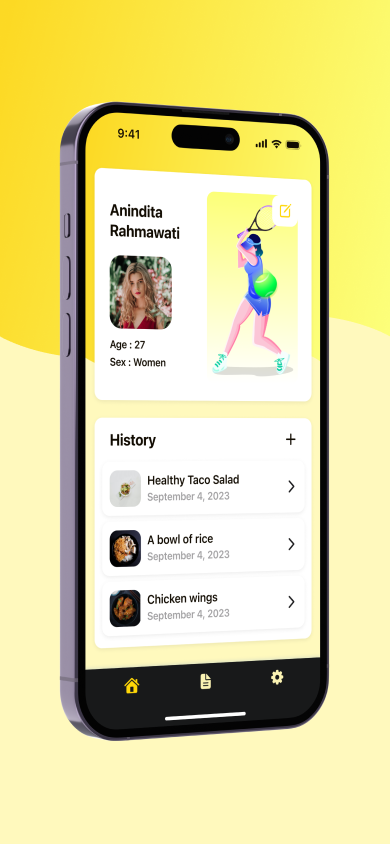 9:41
Anindita
Rahmawati
Age : 27
Sex : Women
History
Healthy Taco Salad
September 4, 2023
A bowl of rice
September 4, 2023
Chicken wings
September 4, 2023